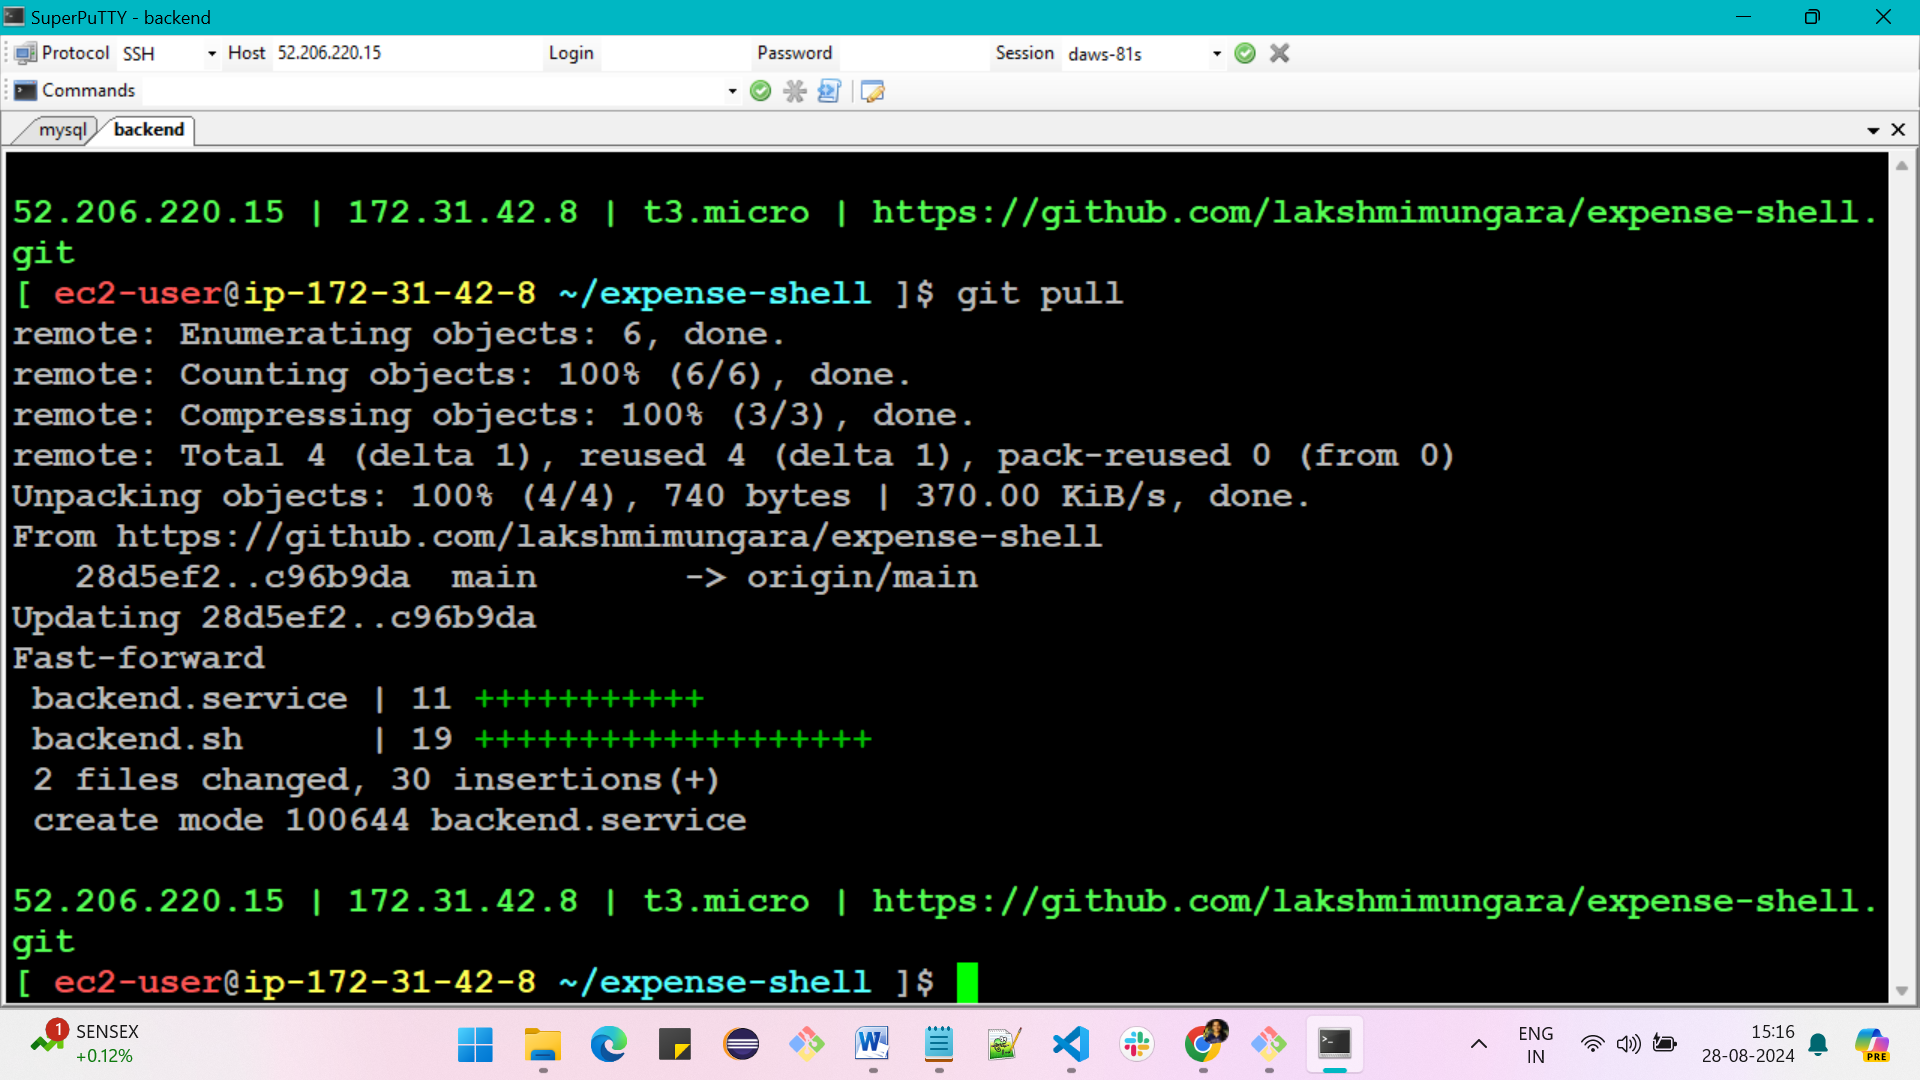 SuperPuTTY - backend
Protocol SSH Host 52.206.220.15 Login Password Session daws-81s
Commands
mysql backend
52.206.220.15 | 172.31.42.8 | t3.micro | https://github.com/lakshmimungara/expense-shell.
git
[ ec2-user@ip-172-31-42-8 ~/expense-shell ]$ git pull
remote: Enumerating objects: 6, done.
remote: Counting objects: 100% (6/6), done.
remote: Compressing objects: 100% (3/3), done.
remote: Total 4 (delta 1), reused 4 (delta 1), pack-reused 0 (from 0)
Unpacking objects: 100% (4/4), 740 bytes | 370.00 KiB/s, done.
From https://github.com/lakshmimungara/expense-shell
   28d5ef2..c96b9da  main       -> origin/main
Updating 28d5ef2..c96b9da
Fast-forward
 backend.service | 11 +++++++++++
 backend.sh      | 19 +++++++++++++++++++
 2 files changed, 30 insertions(+)
 create mode 100644 backend.service
52.206.220.15 | 172.31.42.8 | t3.micro | https://github.com/lakshmimungara/expense-shell.
git
[ ec2-user@ip-172-31-42-8 ~/expense-shell ]$
1 SENSEX
+0.12%
ENG
IN
15:16
28-08-2024
PRE